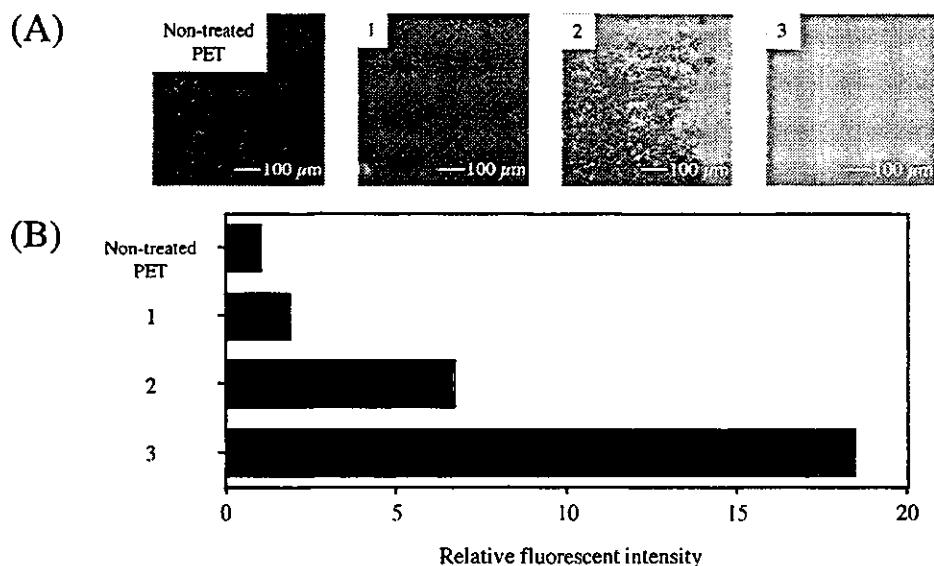 (A)
Non-treated
PET
1
2
3
100 µm
100 µm
100 µm
100 µm
(B)
Non-treated
PET
1
2
3
0
5
10
15
20
Relative fluorescent intensity